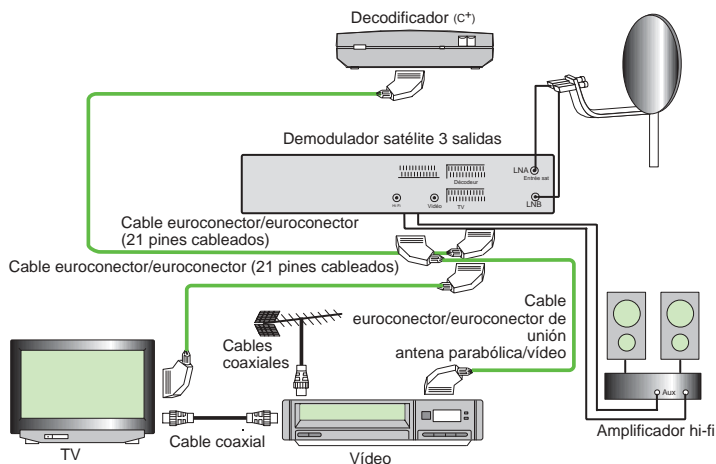 Decodificador (C+)
Demodulador satélite 3 salidas
LNA
Entrée sat
Décodeur
Hi Fi
Vidéo
TV
LNB
Cable euroconector/euroconector
(21 pines cableados)
Cable euroconector/euroconector (21 pines cableados)
Cable
euroconector/euroconector de
unión
antena parabólica/vídeo
Cables
coaxiales
Aux
Amplificador hi-fi
Cable coaxial
TV
Vídeo